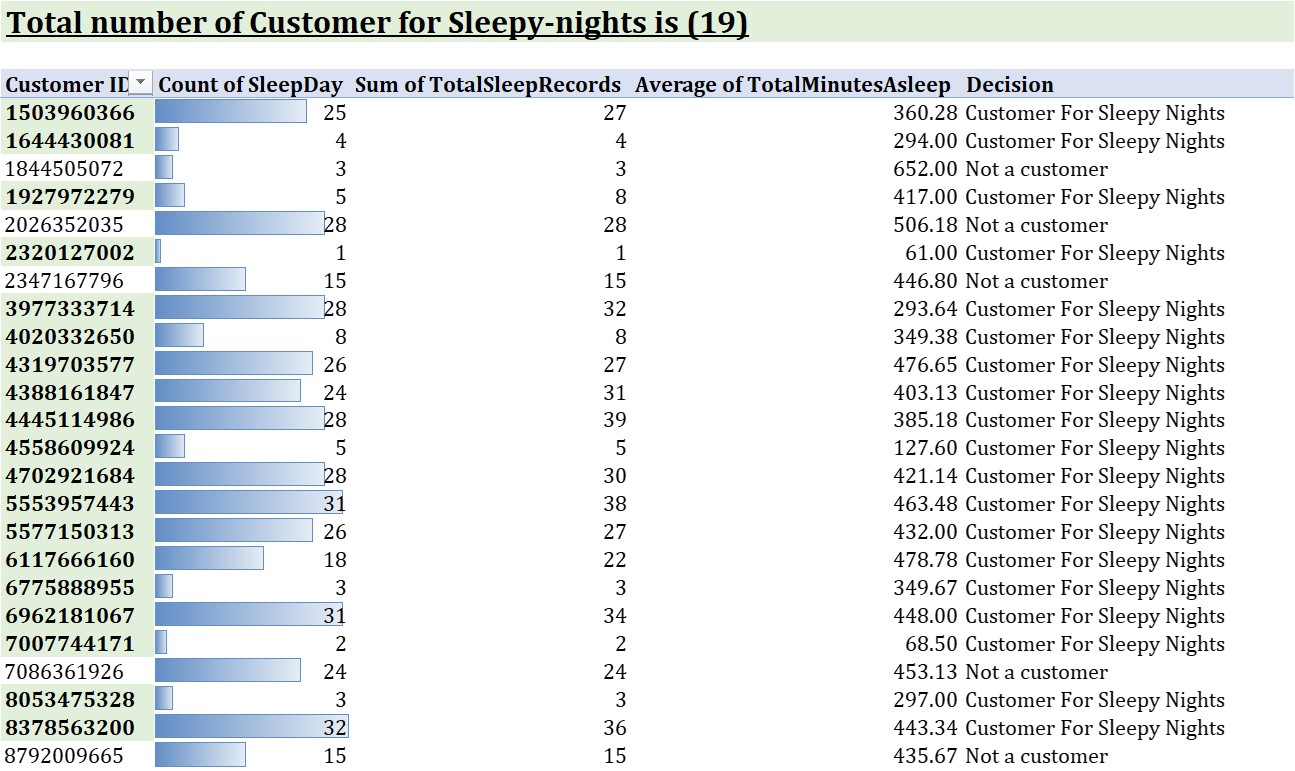 Total number of Customer for Sleepy-nights is (19)
Customer ID Count of SleepDay Sum of TotalSleepRecords Average of TotalMinutesAsleep Decision
1503960366 25 27 360.28 Customer For Sleepy Nights
1644430081 4 4 294.00 Customer For Sleepy Nights
1844505072 3 3 652.00 Not a customer
1927972279 5 8 417.00 Customer For Sleepy Nights
2026352035 28 28 506.18 Not a customer
2320127002 1 1 61.00 Customer For Sleepy Nights
2347167796 15 15 446.80 Not a customer
3977333714 28 32 293.64 Customer For Sleepy Nights
4020332650 8 8 349.38 Customer For Sleepy Nights
4319703577 26 27 476.65 Customer For Sleepy Nights
4388161847 24 31 403.13 Customer For Sleepy Nights
4445114986 28 39 385.18 Customer For Sleepy Nights
4558609924 5 5 127.60 Customer For Sleepy Nights
4702921684 28 30 421.14 Customer For Sleepy Nights
5553957443 31 38 463.48 Customer For Sleepy Nights
5577150313 26 27 432.00 Customer For Sleepy Nights
6117666160 18 22 478.78 Customer For Sleepy Nights
6775888955 3 3 349.67 Customer For Sleepy Nights
6962181067 31 34 448.00 Customer For Sleepy Nights
7007744171 2 2 68.50 Customer For Sleepy Nights
7086361926 24 24 453.13 Not a customer
8053475328 3 3 297.00 Customer For Sleepy Nights
8378563200 32 36 443.34 Customer For Sleepy Nights
8792009665 15 15 435.67 Not a customer